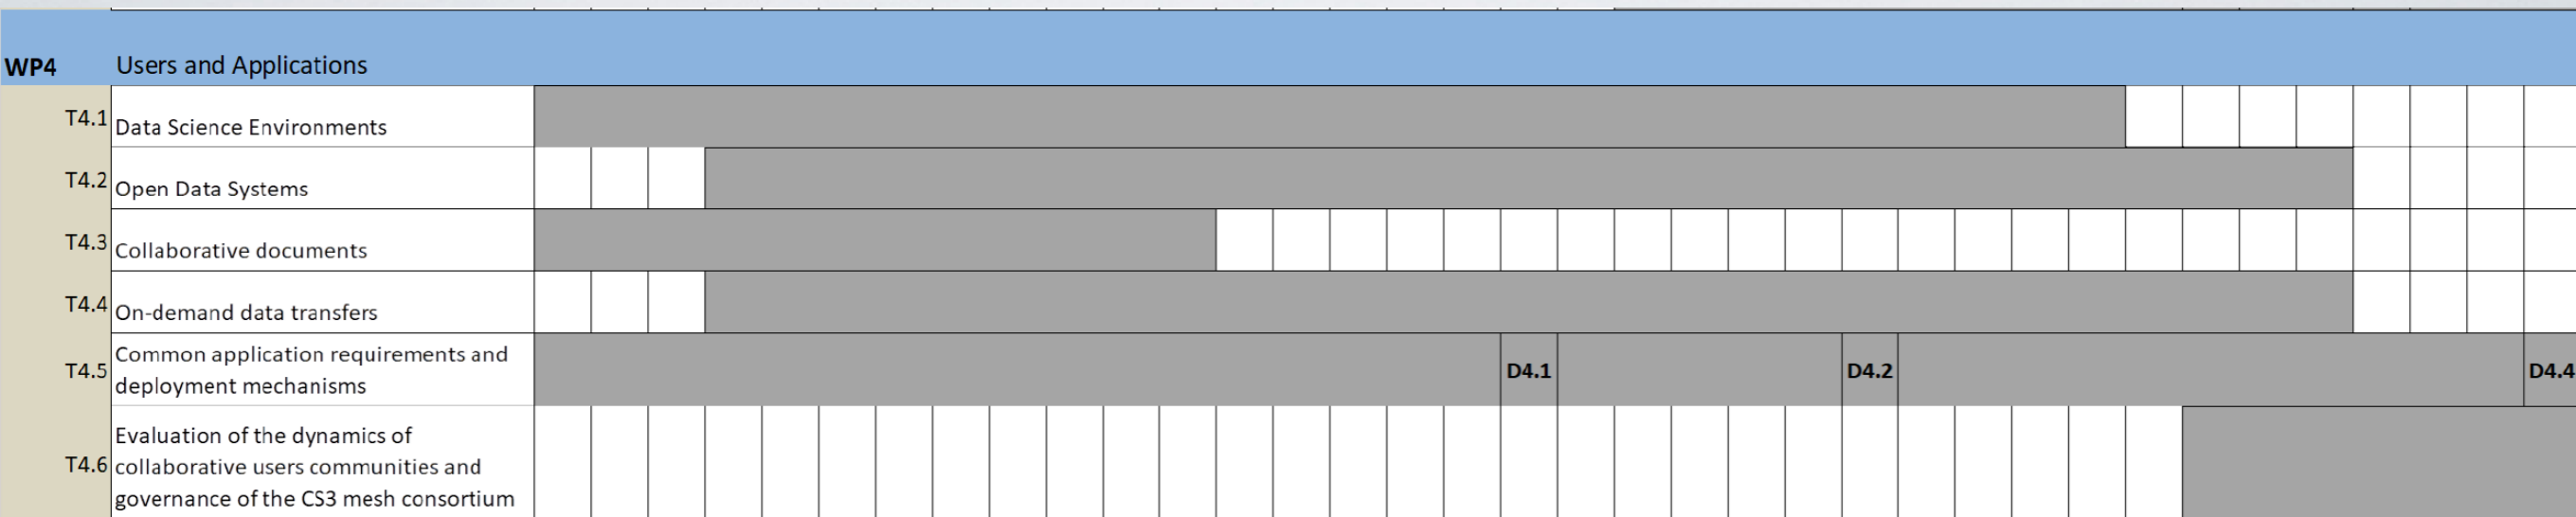 WP4 Users and Applications
T4.1 Data Science Environments
T4.2 Open Data Systems
T4.3 Collaborative documents
T4.4 On-demand data transfers
Common application requirements and
T4.5 deployment mechanisms D4.1 D4.2 D4.4
Evaluation of the dynamics of
T4.6 collaborative users communities and
governance of the CS3 mesh consortium